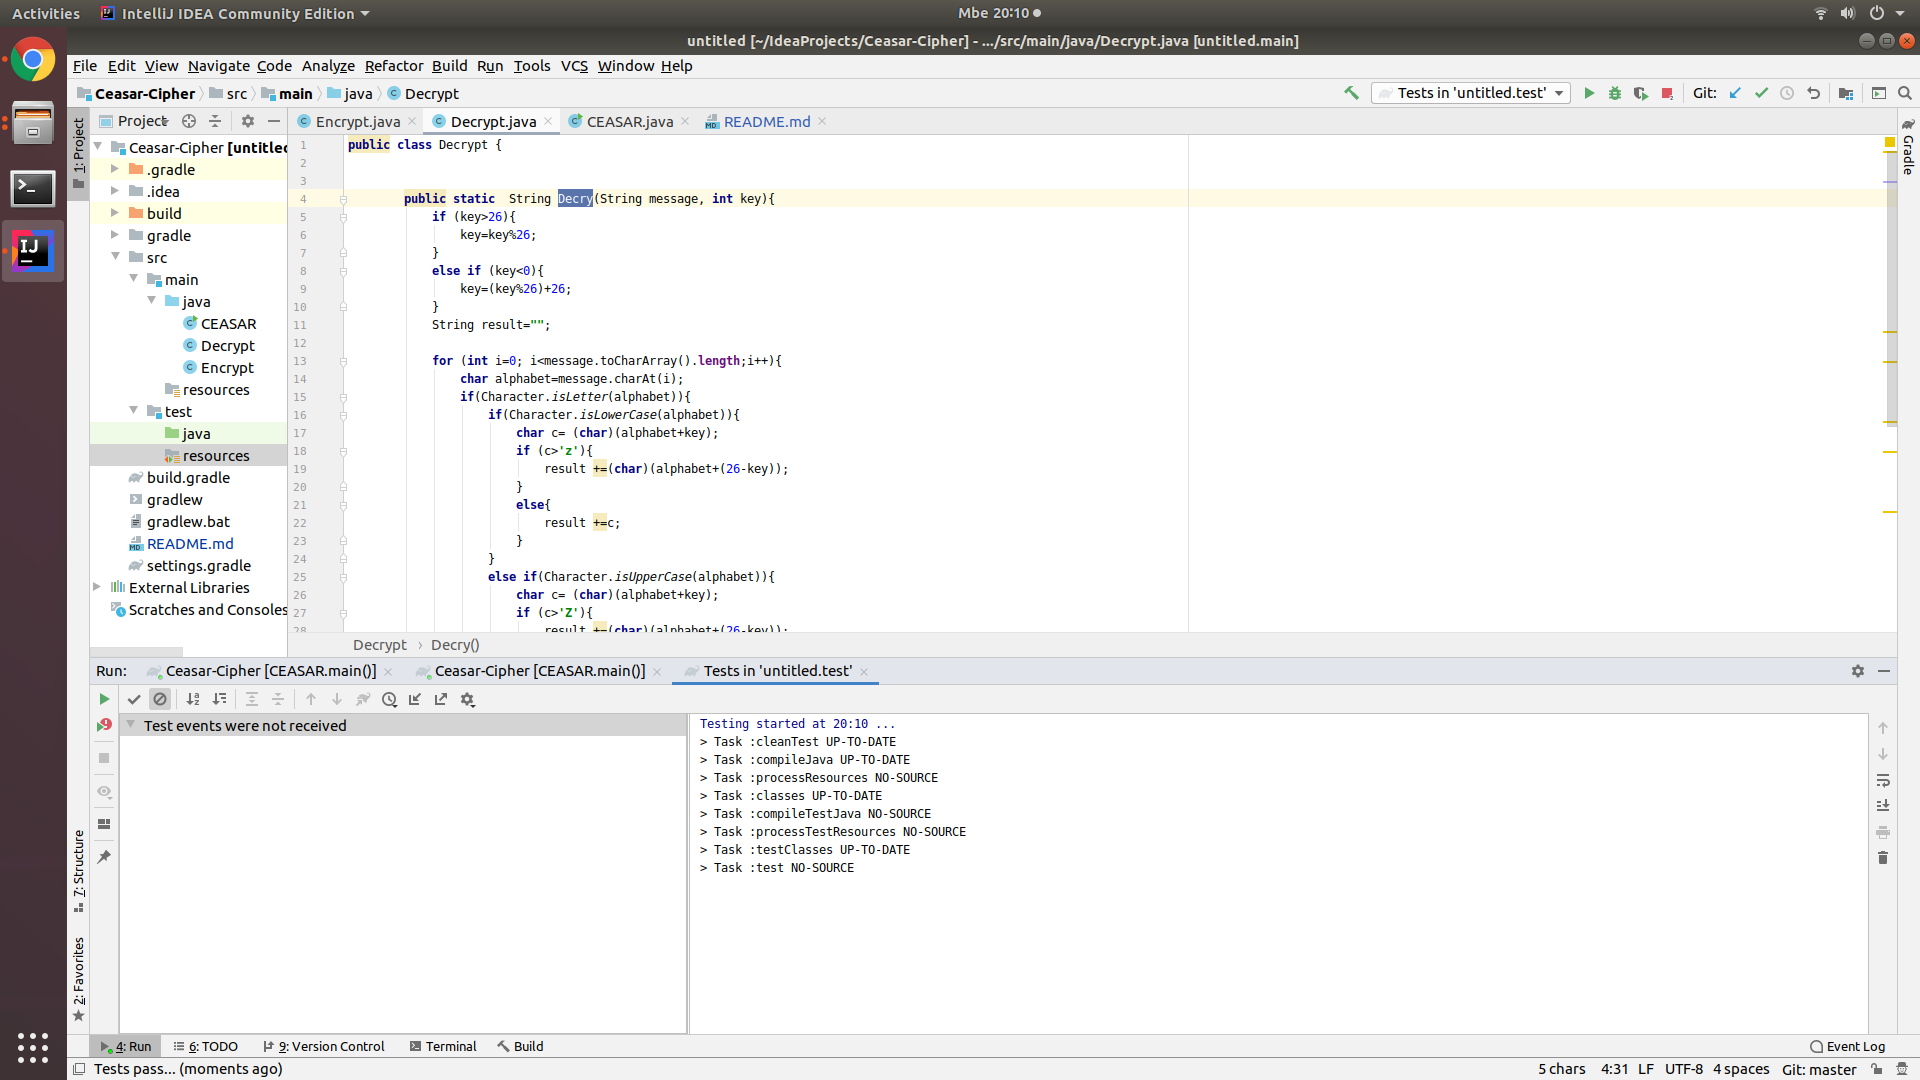 Activities
IntelliJ IDEA Community Edition
Mbe 20:10
untitled [~/IdeaProjects/Ceasar-Cipher] - .../src/main/java/Decrypt.java [untitled.main]
File Edit View Navigate Code Analyze Refactor Build Run Tools VCS Window Help
Ceasar-Cipher src main java Decrypt
Tests in 'untitled.test'
Git:
1: Project
Project
Encrypt.java
Decrypt.java
CEASAR.java
README.md
Gradle
Ceasar-Cipher [untitled
.gradle
.idea
build
gradle
src
main
java
CEASAR
Decrypt
Encrypt
resources
test
java
resources
build.gradle
gradlew
gradlew.bat
README.md
settings.gradle
External Libraries
Scratches and Consoles
1 public class Decrypt {
2
3
4 public static String Decry(String message, int key){
5 if (key>26){
6 key=key%26;
7 }
8 else if (key<0){
9 key=(key%26)+26;
10 }
11 String result="";
12
13 for (int i=0; i<message.toCharArray().length;i++){
14 char alphabet=message.charAt(i);
15 if(Character.isLetter(alphabet)){
16 if(Character.isLowerCase(alphabet)){
17 char c= (char)(alphabet+key);
18 if (c>'z'){
19 result +=(char)(alphabet+(26-key));
20 }
21 else{
22 result +=c;
23 }
24 }
25 else if(Character.isUpperCase(alphabet)){
26 char c= (char)(alphabet+key);
27 if (c>'Z'){
28 result +=(char)(alphabet+(26-key));
Decrypt › Decry()
Run:
Ceasar-Cipher [CEASAR.main()]
Ceasar-Cipher [CEASAR.main()]
Tests in 'untitled.test'
Test events were not received
Testing started at 20:10 ...
> Task :cleanTest UP-TO-DATE
> Task :compileJava UP-TO-DATE
> Task :processResources NO-SOURCE
> Task :classes UP-TO-DATE
> Task :compileTestJava NO-SOURCE
> Task :processTestResources NO-SOURCE
> Task :testClasses UP-TO-DATE
> Task :test NO-SOURCE
7: Structure
2: Favorites
4: Run
6: TODO
9: Version Control
Terminal
Build
Event Log
Tests pass... (moments ago)
5 chars 4:31 LF UTF-8 4 spaces Git: master